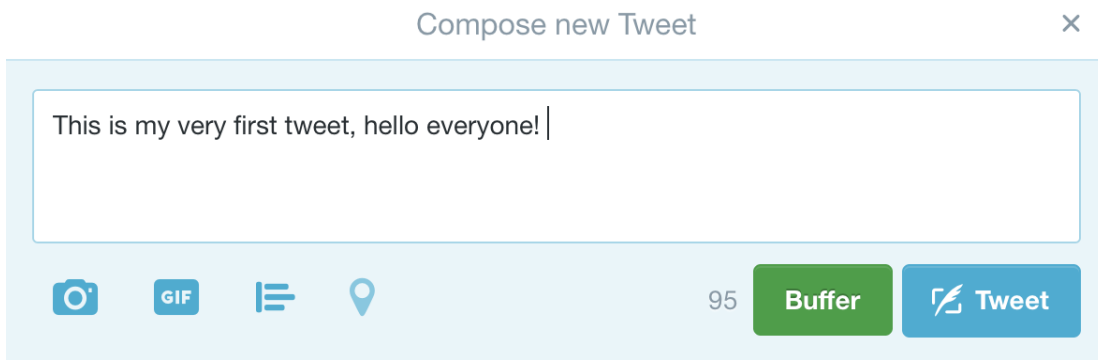 Compose new Tweet
This is my very first tweet, hello everyone!
GIF
95
Buffer
Tweet